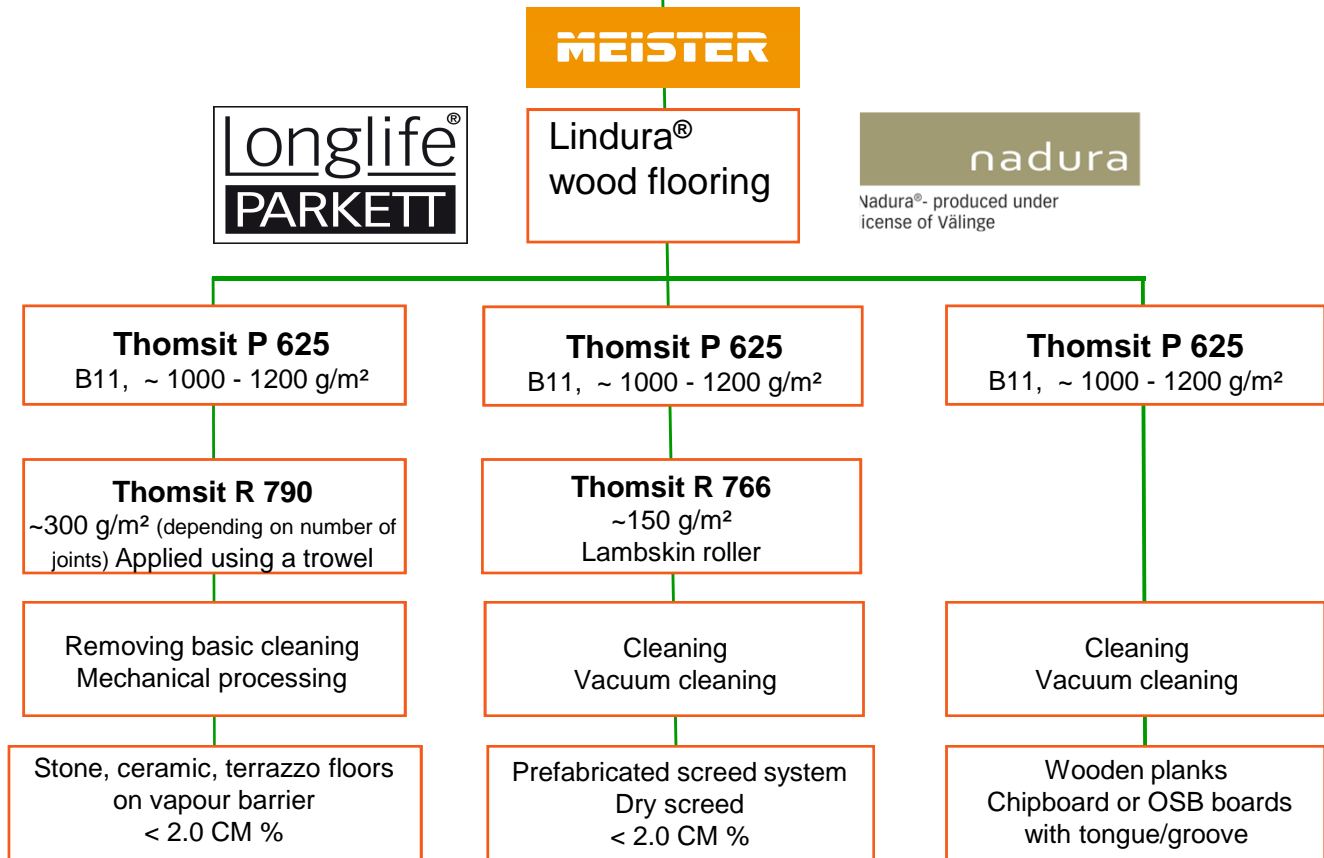 MEISTER
Longlife®
PARKETT
Lindura®
wood flooring
nadura
Nadura®- produced under
license of Välinge
Thomsit P 625
B11, ~ 1000 - 1200 g/m²
Thomsit P 625
B11, ~ 1000 - 1200 g/m²
Thomsit P 625
B11, ~ 1000 - 1200 g/m²
Thomsit R 790
~300 g/m² (depending on number of
joints) Applied using a trowel
Thomsit R 766
~150 g/m²
Lambskin roller
Removing basic cleaning
Mechanical processing
Cleaning
Vacuum cleaning
Cleaning
Vacuum cleaning
Stone, ceramic, terrazzo floors
on vapour barrier
< 2.0 CM %
Prefabricated screed system
Dry screed
< 2.0 CM %
Wooden planks
Chipboard or OSB boards
with tongue/groove